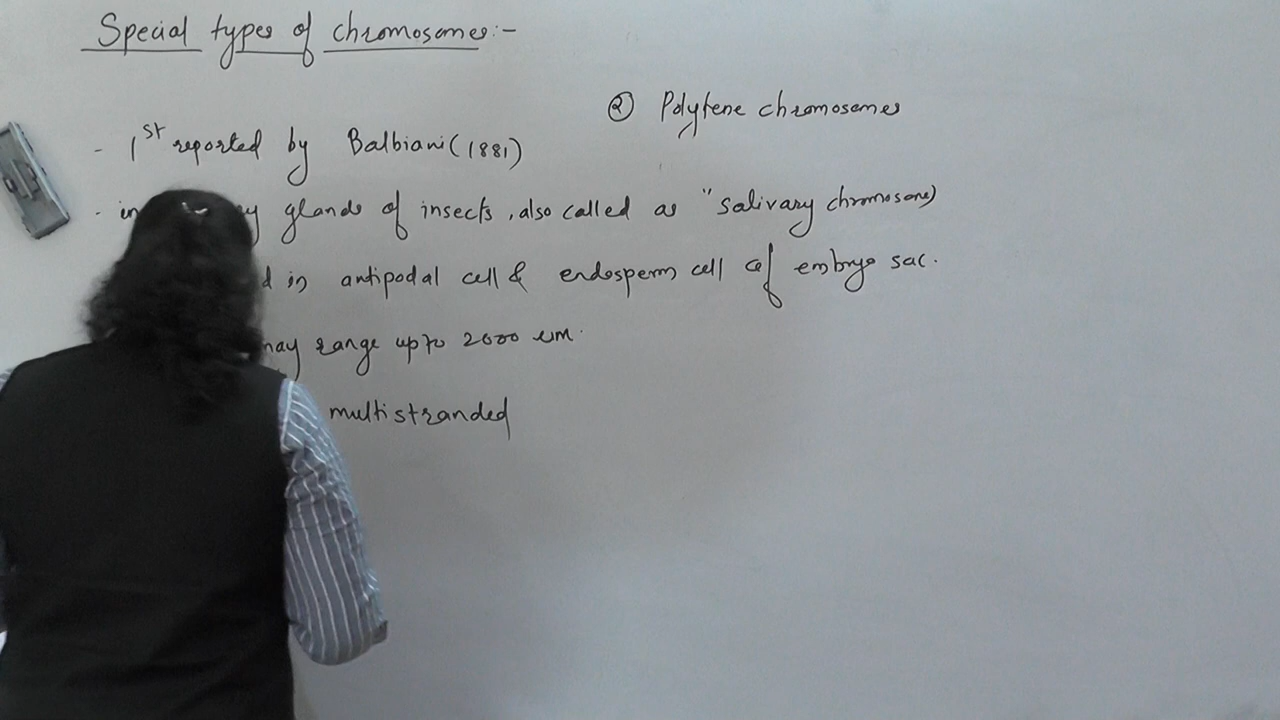 Special types of chromosomes:-
② Polytene chromosomes
- 1st reported by Balbiani (1881)
- in glands of insects, also called as "salivary chromosome)
in antipodal cell & endosperm cell of embryo sac.
may range upto 2000 um.
multistranded